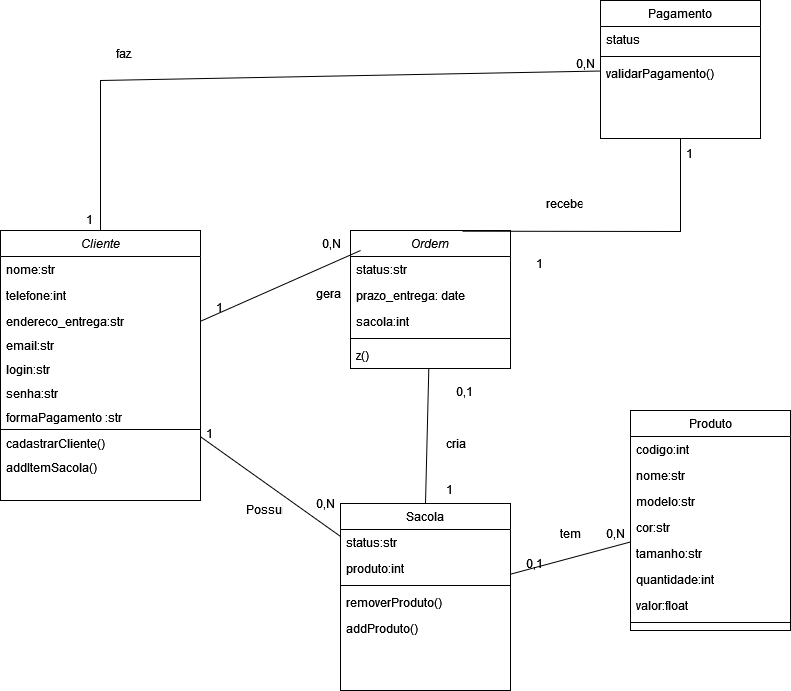 Pagamento
status
validarPagamento()
faz
0,N
1
1
recebe
Cliente
nome:str
telefone:int
endereco_entrega:str
email:str
login:str
senha:str
formaPagamento :str
cadastrarCliente()
addItemSacola()
0,N
gera
1
Ordem
status:str
prazo_entrega: date
sacola:int
z()
1
0,1
cria
1
1
0,N
Possu
Sacola
status:str
produto:int
removerProduto()
addProduto()
tem
0,N
0,1
Produto
codigo:int
nome:str
modelo:str
cor:str
tamanho:str
quantidade:int
valor:float